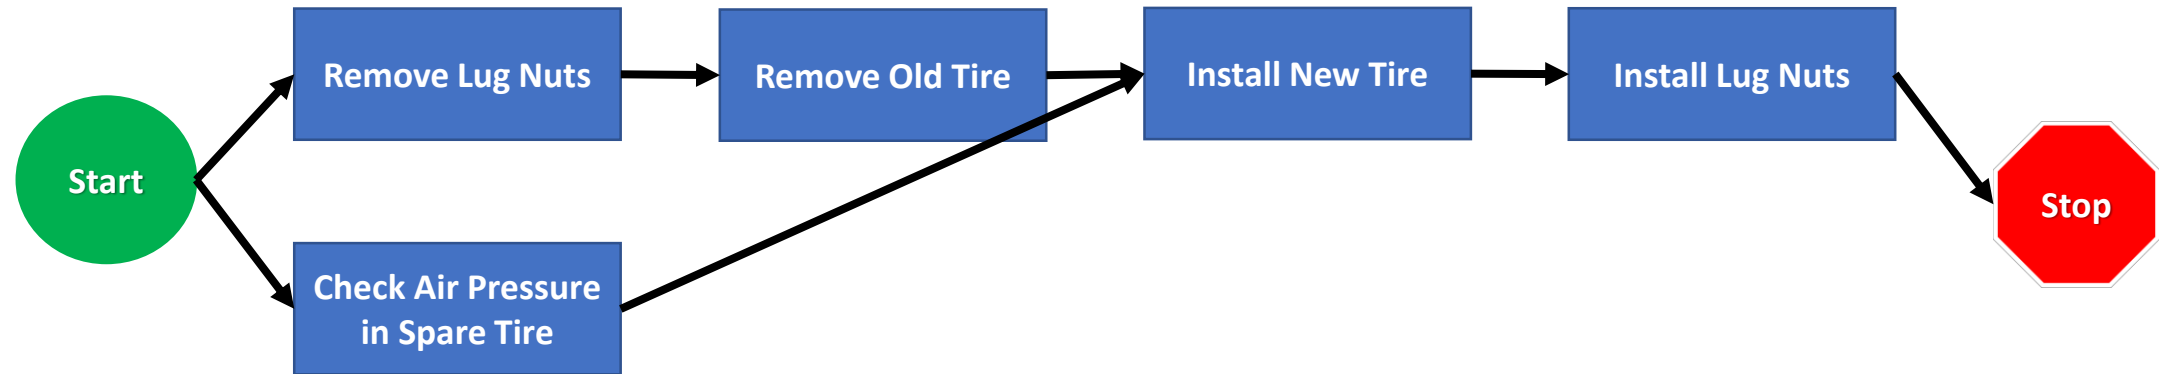 Start
Remove Lug Nuts
Remove Old Tire
Install New Tire
Install Lug Nuts
Check Air Pressure
in Spare Tire
Stop